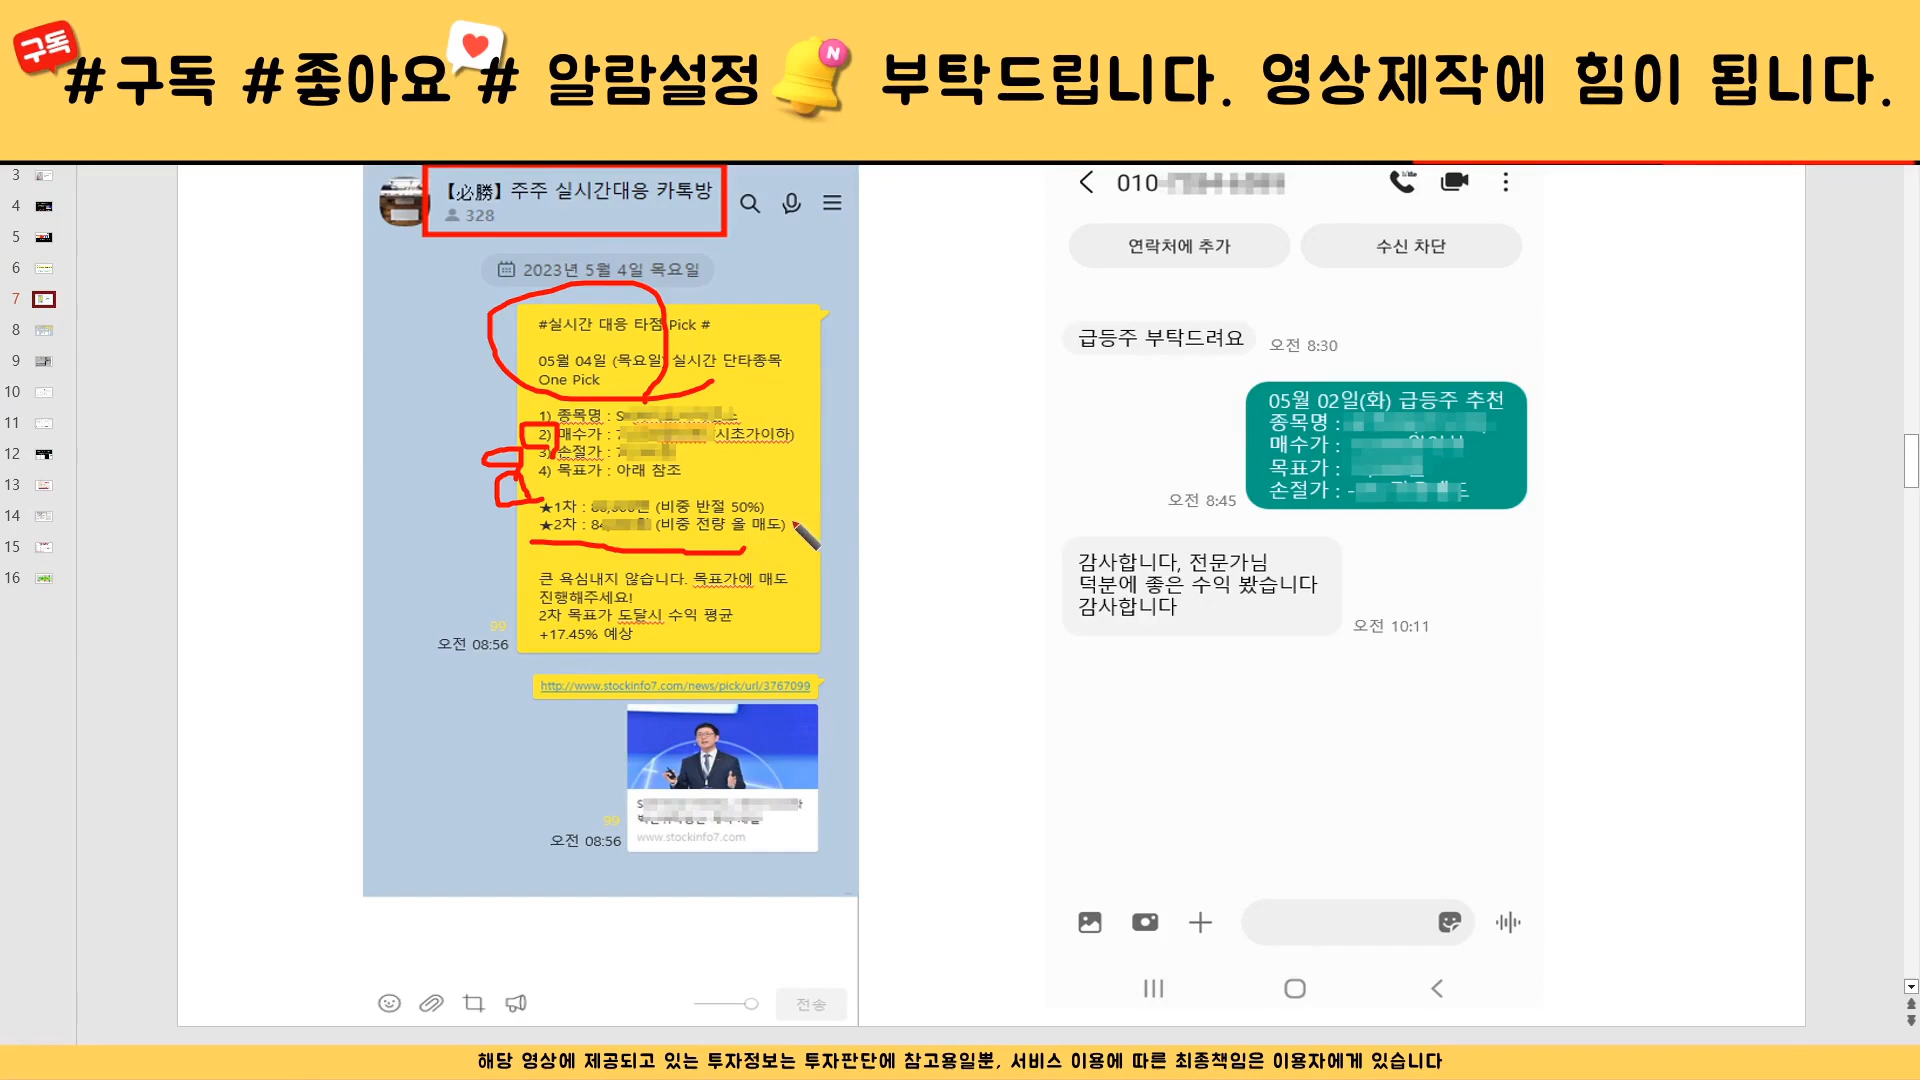 구독
#구독 #좋아요 # 알람설정 부탁드립니다. 영상제작에 힘이 됩니다.
N
3
4
5
6
7
8
9
10
11
12
13
14
15
16
【必勝】 주주 실시간대응 카톡방
328
2023년 5월 4일 목요일
#실시간 대응 타점 Pick #
05월 04일 (목요일) 실시간 단타종목
One Pick
1) 종목명 : S
2) 매수가 : 7 (시초가이하)
3) 손절가 : 7
4) 목표가 : 아래 참조
★1차 : (비중 반절 50%)
★2차 : 84 (비중 전량 올 매도)
큰 욕심내지 않습니다. 목표가에 매도
진행해주세요!
2차 목표가 도달시 수익 평균
+17.45% 예상
99
오전 08:56
http://www.stockinfo7.com/news/pick/url/3767099
S
www.stockinfo7.com
99
오전 08:56
전송
010
연락처에 추가
수신 차단
급등주 부탁드려요
오전 8:30
05월 02일(화) 급등주 추천
종목명 :
매수가 :
목표가 :
손절가 : -
오전 8:45
감사합니다, 전문가님
덕분에 좋은 수익 봤습니다
감사합니다
오전 10:11
해당 영상에 제공되고 있는 투자정보는 투자판단에 참고용일뿐, 서비스 이용에 따른 최종책임은 이용자에게 있습니다